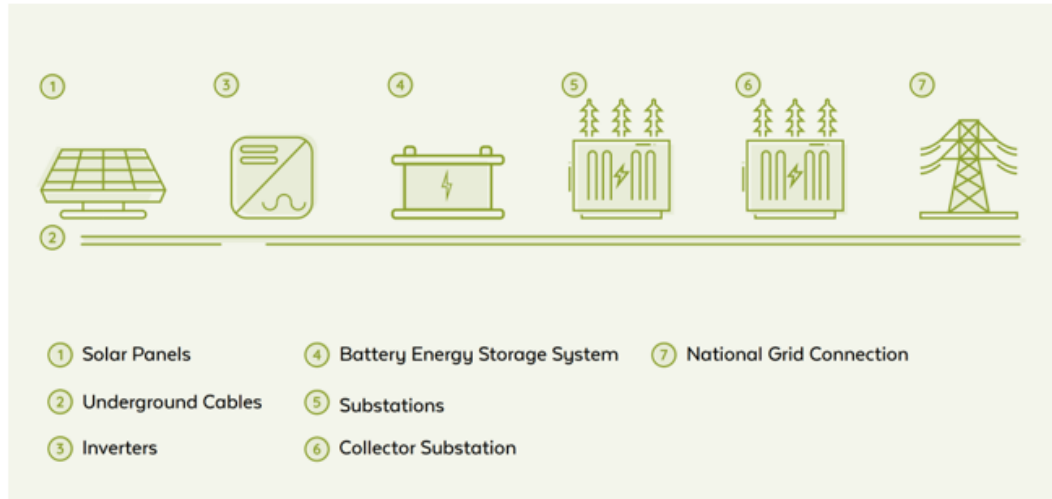 1
3
4
5
6
7
2
1 Solar Panels
2 Underground Cables
3 Inverters
4 Battery Energy Storage System
5 Substations
6 Collector Substation
7 National Grid Connection